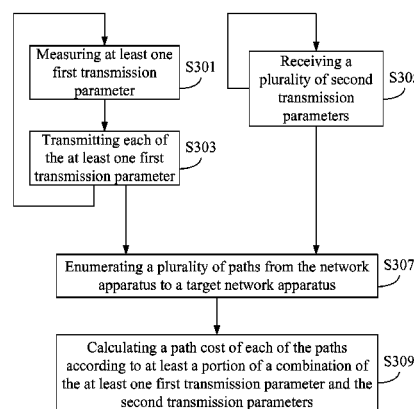 Measuring at least one
first transmission
parameter
S301
Transmitting each of
the at least one first
transmission parameter
S303
Receiving a
plurality of second
transmission
parameters
S305
Enumerating a plurality of paths from the network
apparatus to a target network apparatus
S307
Calculating a path cost of each of the paths
according to at least a portion of a combination of
the at least one first transmission parameter and the
second transmission parameters
S309